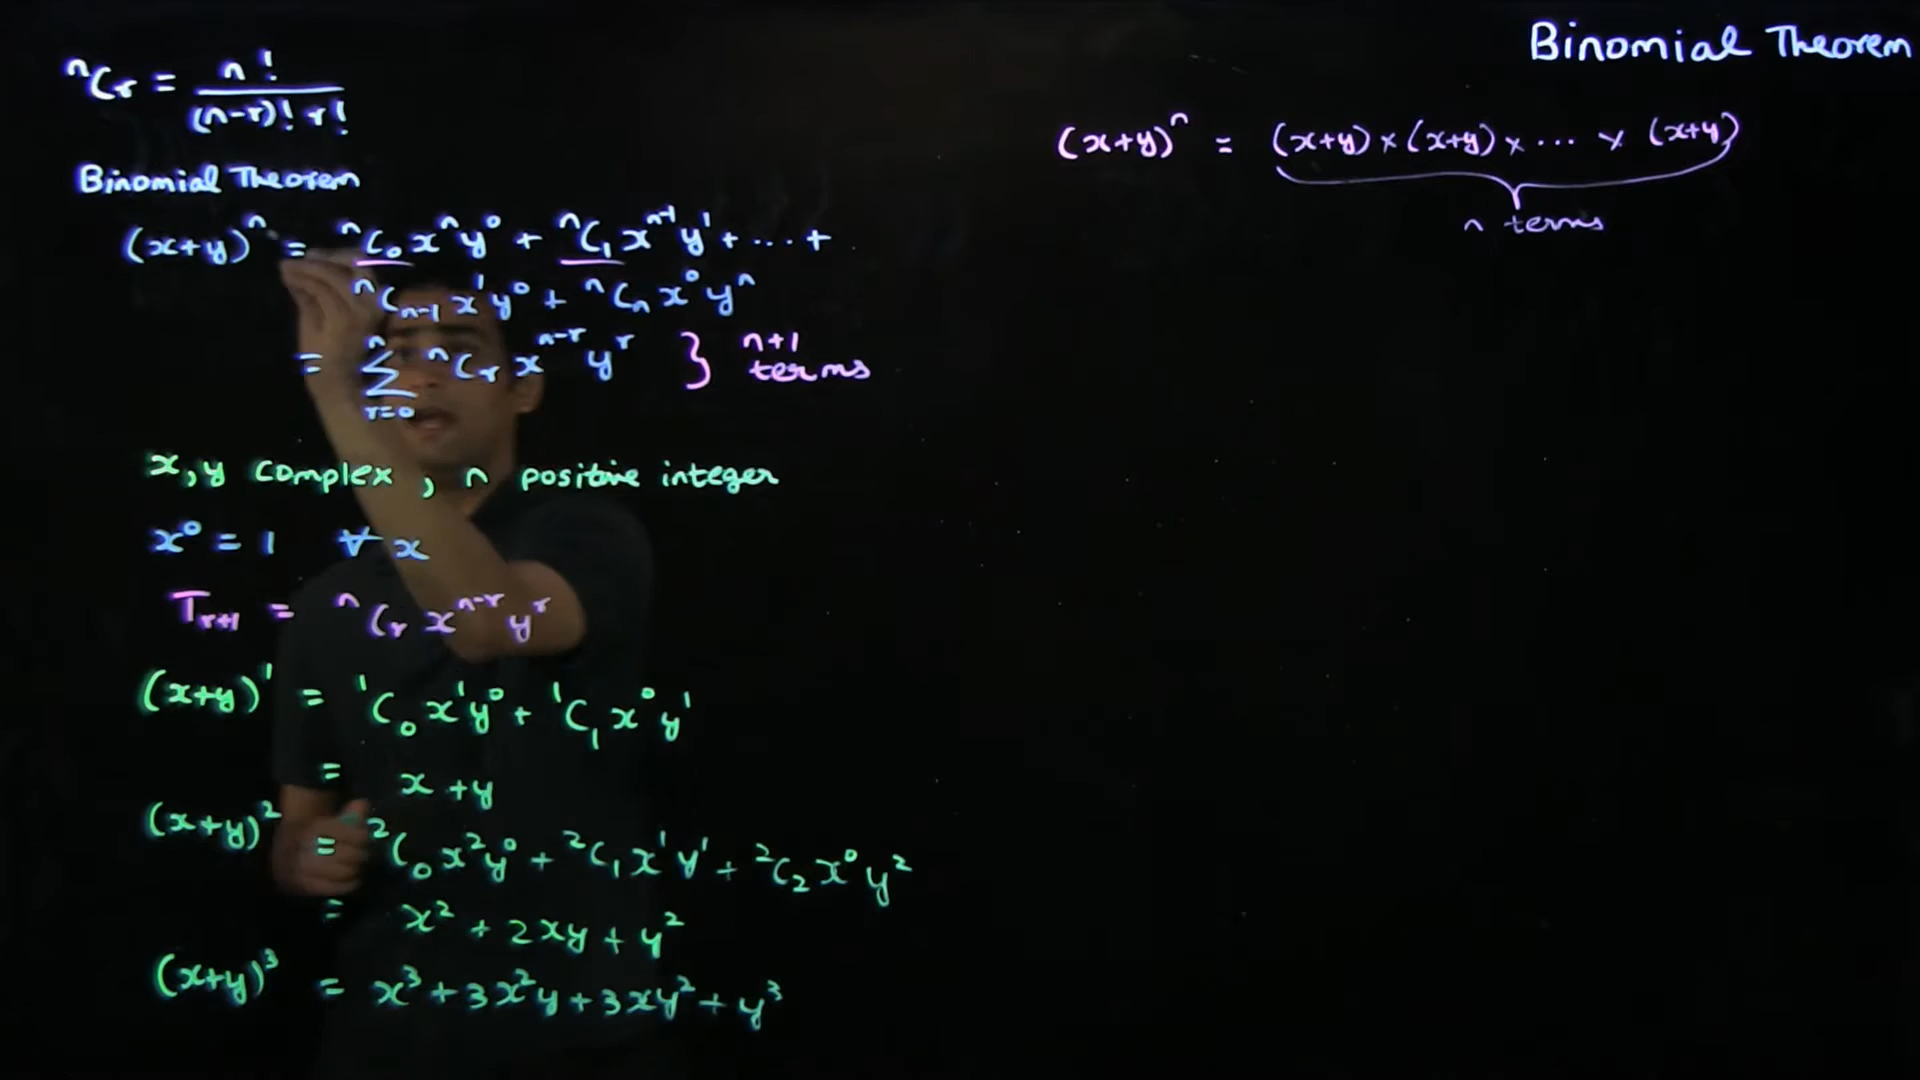 Binomial Theorem
ⁿCᵣ = n! / (n-r)! r!
Binomial Theorem
(x+y)ⁿ = ⁿC₀ xⁿ y⁰ + ⁿC₁ xⁿ⁻¹ y¹ + ... +
ⁿCₙ₋₁ x¹ y⁰ + ⁿCₙ x⁰ yⁿ
= Σ_{r=0}^{n} ⁿCᵣ xⁿ⁻ʳ yʳ } n+1 terms
x, y complex, n positive integer
x⁰ = 1 ∀ x
Tᵣ₊₁ = ⁿCᵣ xⁿ⁻ʳ yʳ
(x+y)¹ = ¹C₀ x¹ y⁰ + ¹C₁ x⁰ y¹
= x + y
(x+y)² = ²C₀ x² y⁰ + ²C₁ x¹ y¹ + ²C₂ x⁰ y²
= x² + 2xy + y²
(x+y)³ = x³ + 3x²y + 3xy² + y³
(x+y)ⁿ = (x+y) × (x+y) × ... × (x+y)
n terms